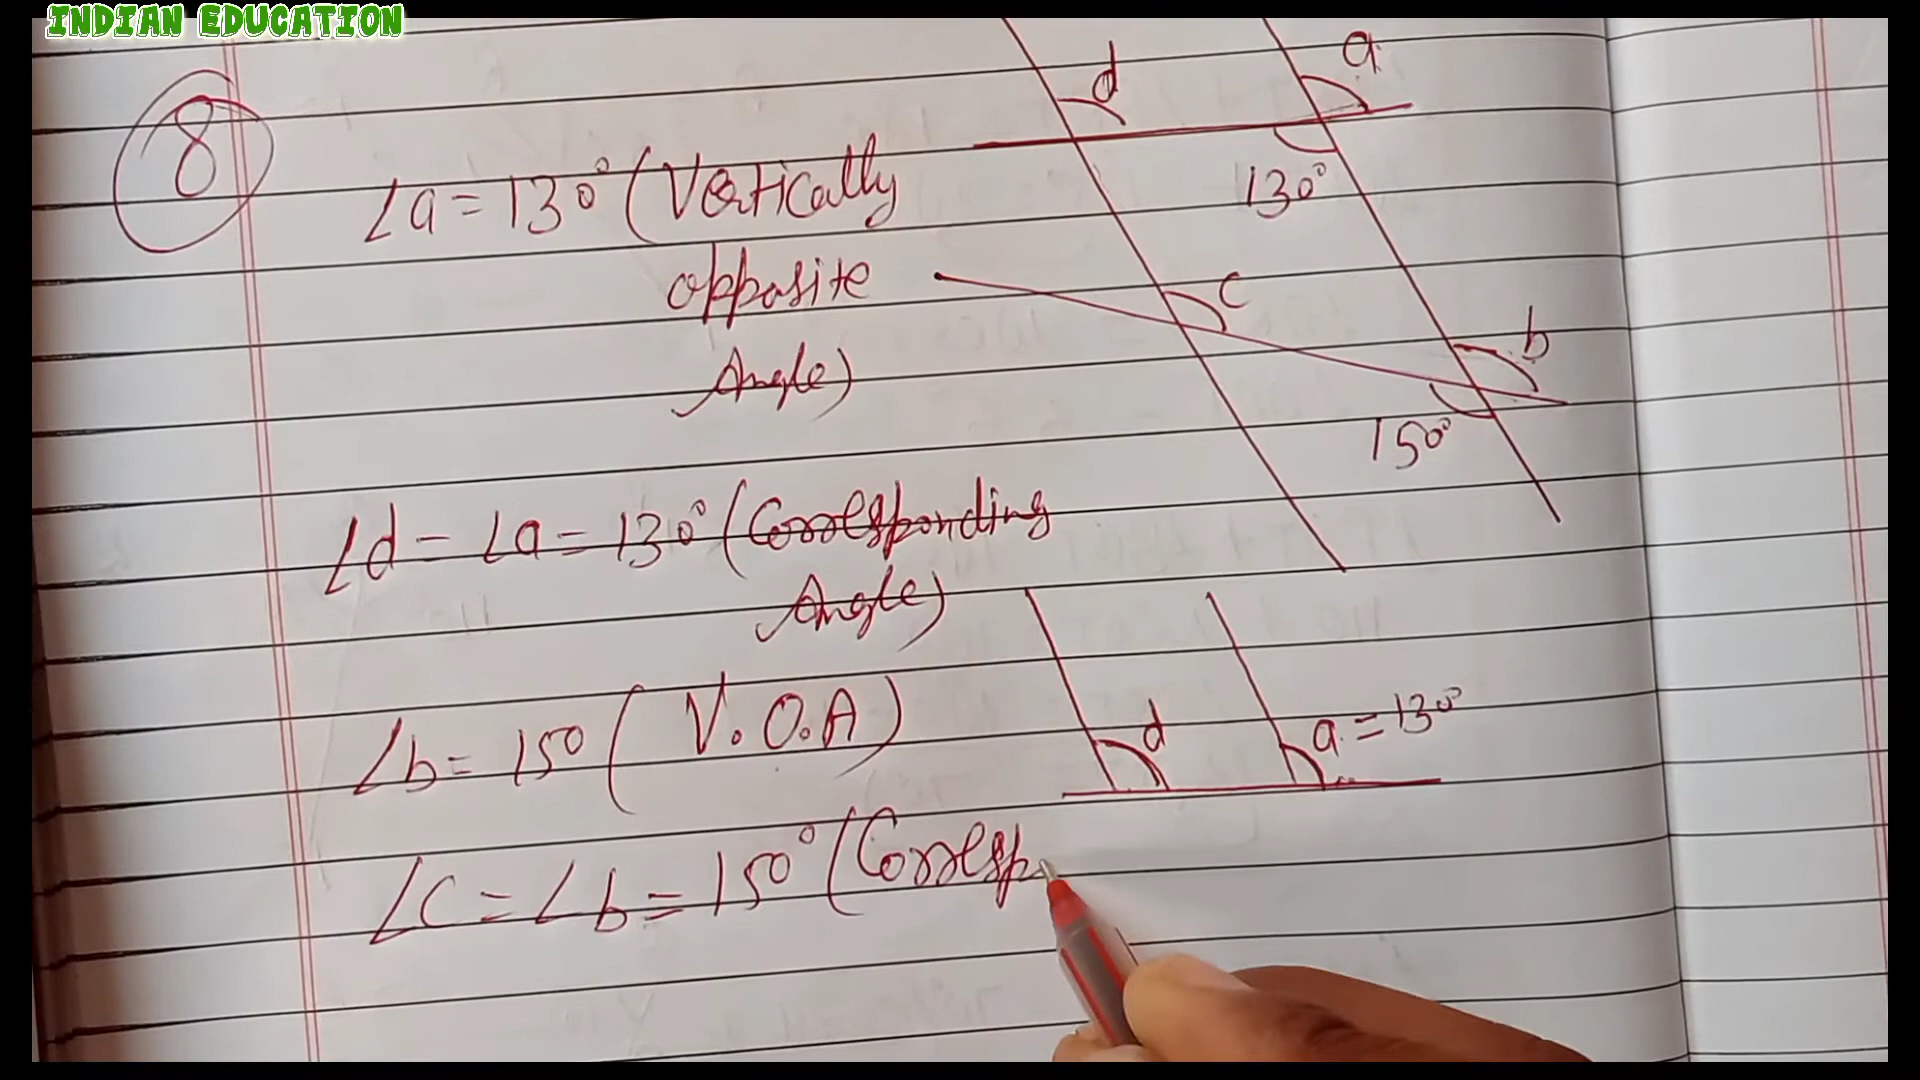 INDIAN EDUCATION
8
d
a
∠a = 130° (Vertically
130°
opposite
c
Angle)
b
150°
∠d = ∠a = 130° (Corresponding
Angle)
∠b = 150 ( V.O.A)
d
a = 130°
∠c = ∠b = 150° (Corresp